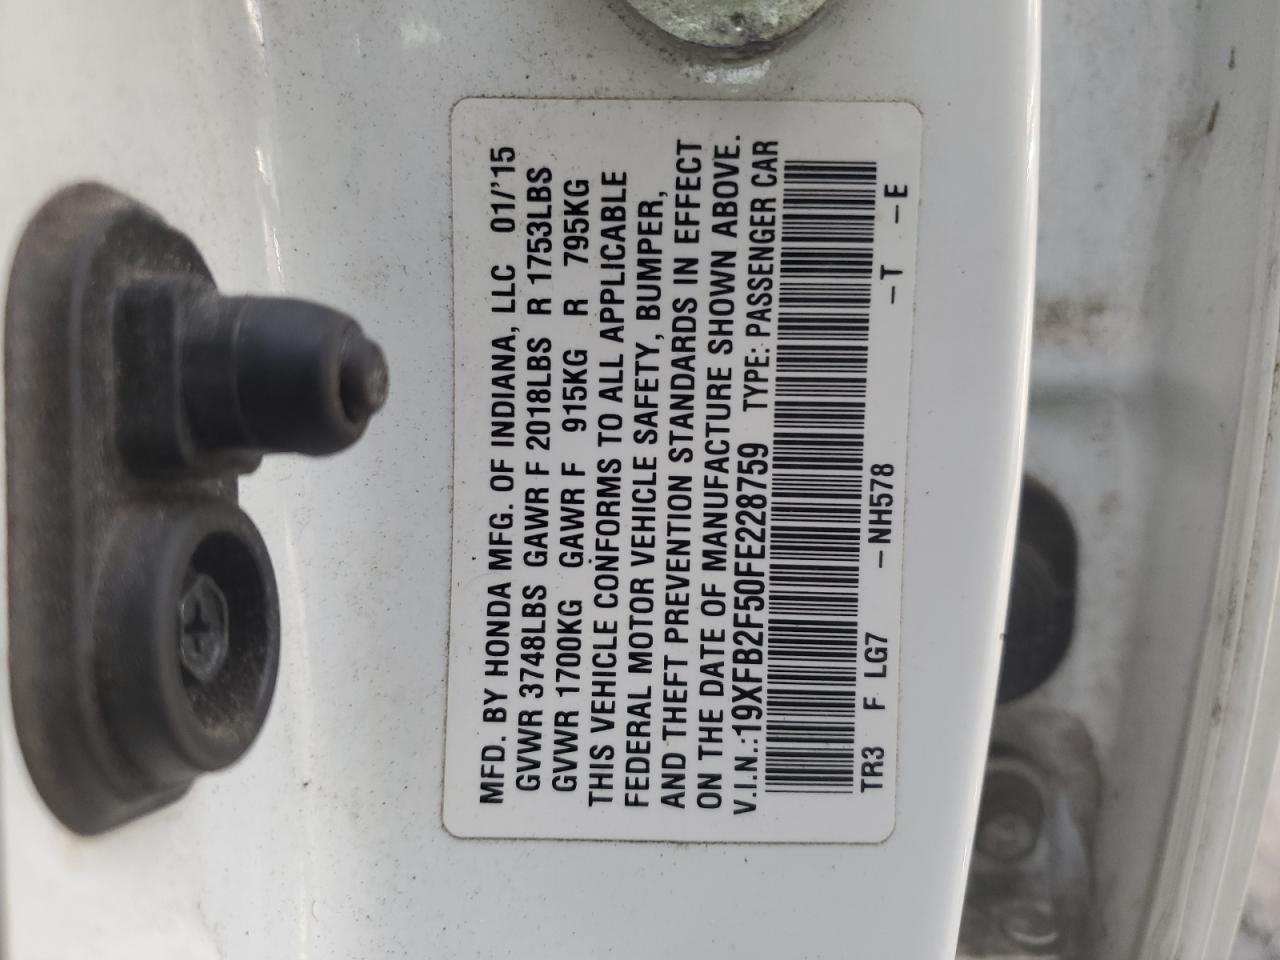 MFD. BY HONDA MFG. OF INDIANA, LLC 01/'15
GVWR 3748LBS GAWR F 2018LBS R 1753LBS
GVWR 1700KG GAWR F 915KG R 795KG
THIS VEHICLE CONFORMS TO ALL APPLICABLE
FEDERAL MOTOR VEHICLE SAFETY, BUMPER,
AND THEFT PREVENTION STANDARDS IN EFFECT
ON THE DATE OF MANUFACTURE SHOWN ABOVE.
V.I.N.:19XFB2F50FE228759 TYPE: PASSENGER CAR
TR3 F LG7 -NH578 -T -E